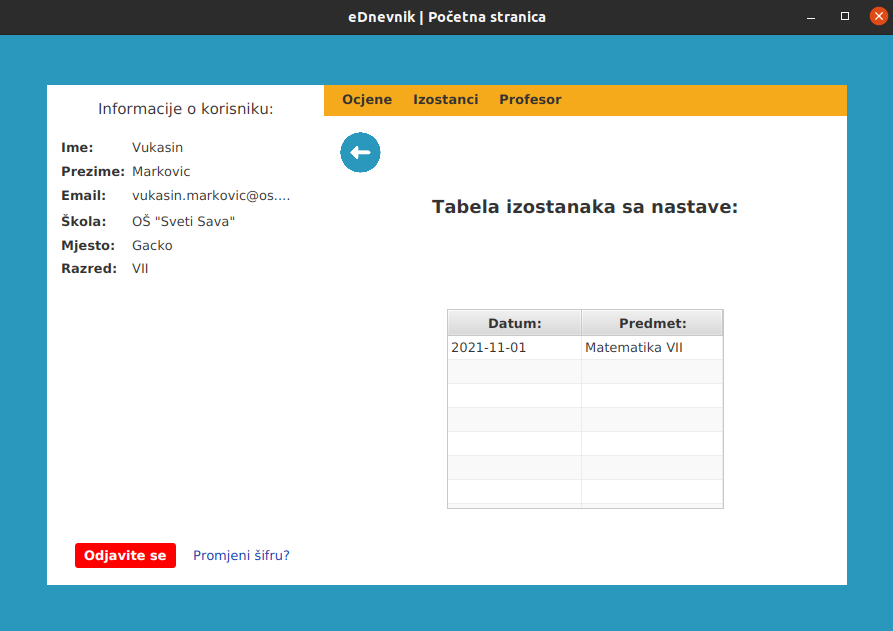 eDnevnik | Početna stranica
Informacije o korisniku:
Ime: Vukasin
Prezime: Markovic
Email: vukasin.markovic@os....
Škola: OŠ "Sveti Sava"
Mjesto: Gacko
Razred: VII
Odjavite se Promjeni šifru?
Ocjene Izostanci Profesor
Tabela izostanaka sa nastave:
Datum: Predmet:
2021-11-01 Matematika VII